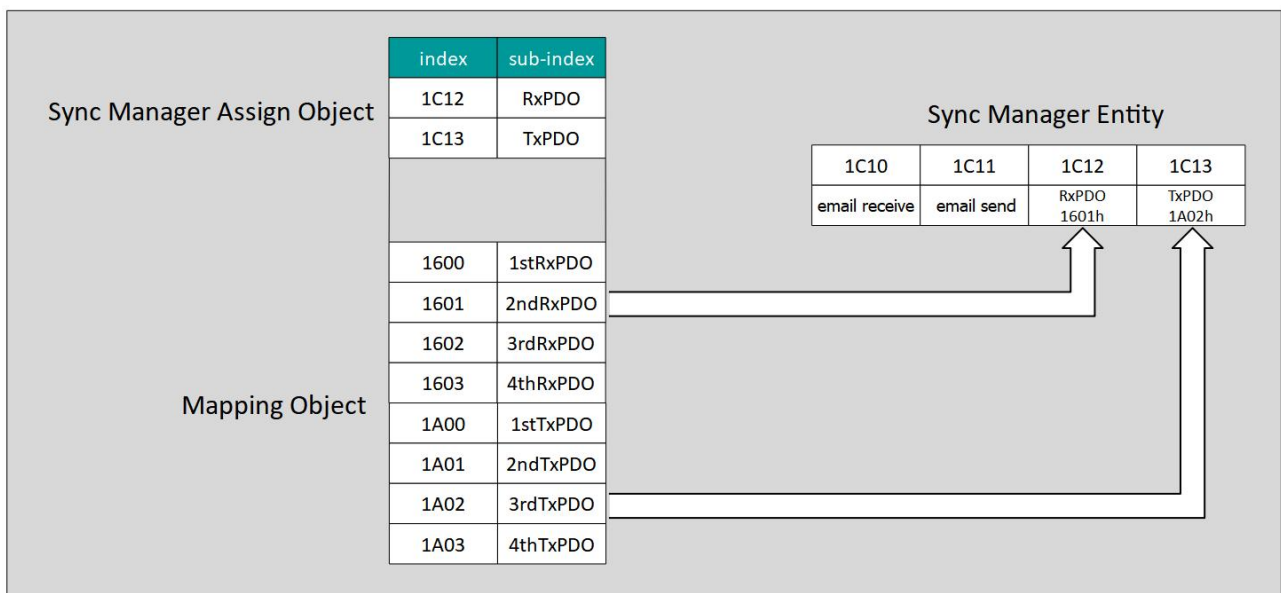 index sub-index
Sync Manager Assign Object
1C12 RxPDO
1C13 TxPDO
Mapping Object
1600 1stRxPDO
1601 2ndRxPDO
1602 3rdRxPDO
1603 4thRxPDO
1A00 1stTxPDO
1A01 2ndTxPDO
1A02 3rdTxPDO
1A03 4thTxPDO
Sync Manager Entity
1C10 1C11 1C12 1C13
email receive email send RxPDO 1601h TxPDO 1A02h